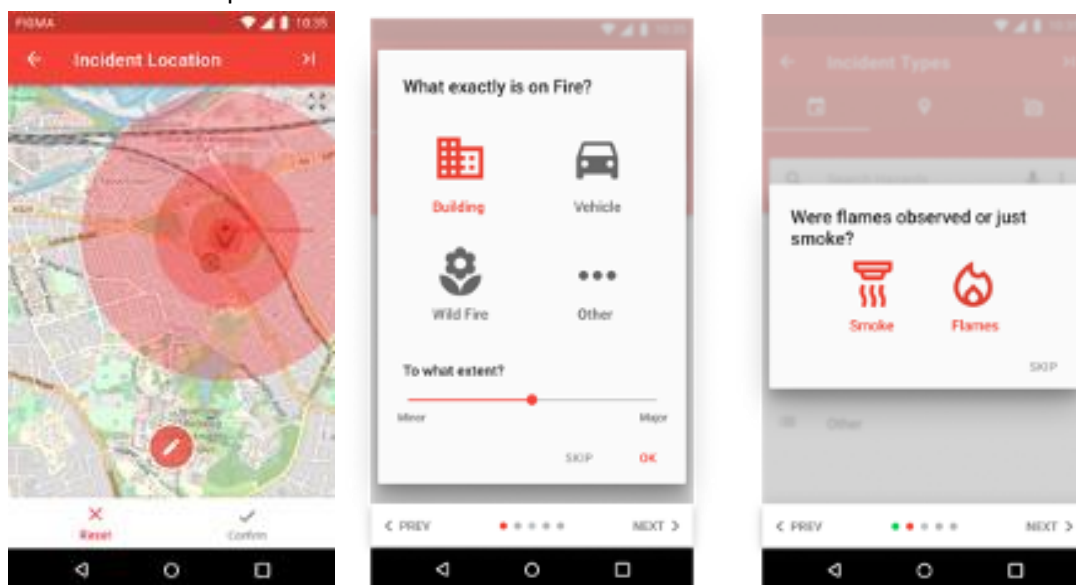 FIGMA 10:35
Incident Location
Reset Confirm
What exactly is on Fire?
Building Vehicle
Wild Fire Other
To what extent?
Minor Major
SKIP OK
< PREV NEXT >
Incident Types
Search Hazards
Were flames observed or just
smoke?
Smoke Flames
SKIP
Other
< PREV NEXT >